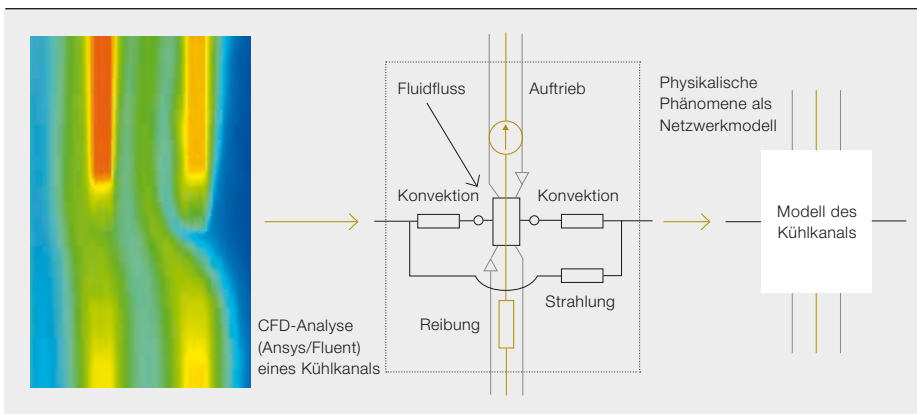 Fluidfluss
Auftrieb
Physikalische
Phänomene als
Netzwerkmodell
Konvektion
Konvektion
Modell des
Kühlkanals
Strahlung
Reibung
CFD-Analyse
(Ansys/Fluent)
eines Kühlkanals